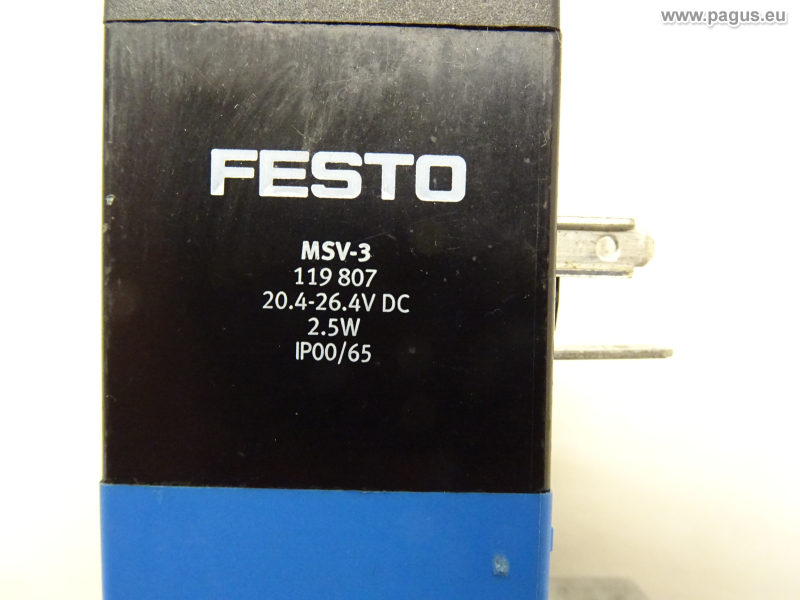 www.pagus.eu
FESTO
MSV-3
119 807
20.4-26.4V DC
2.5W
IP00/65